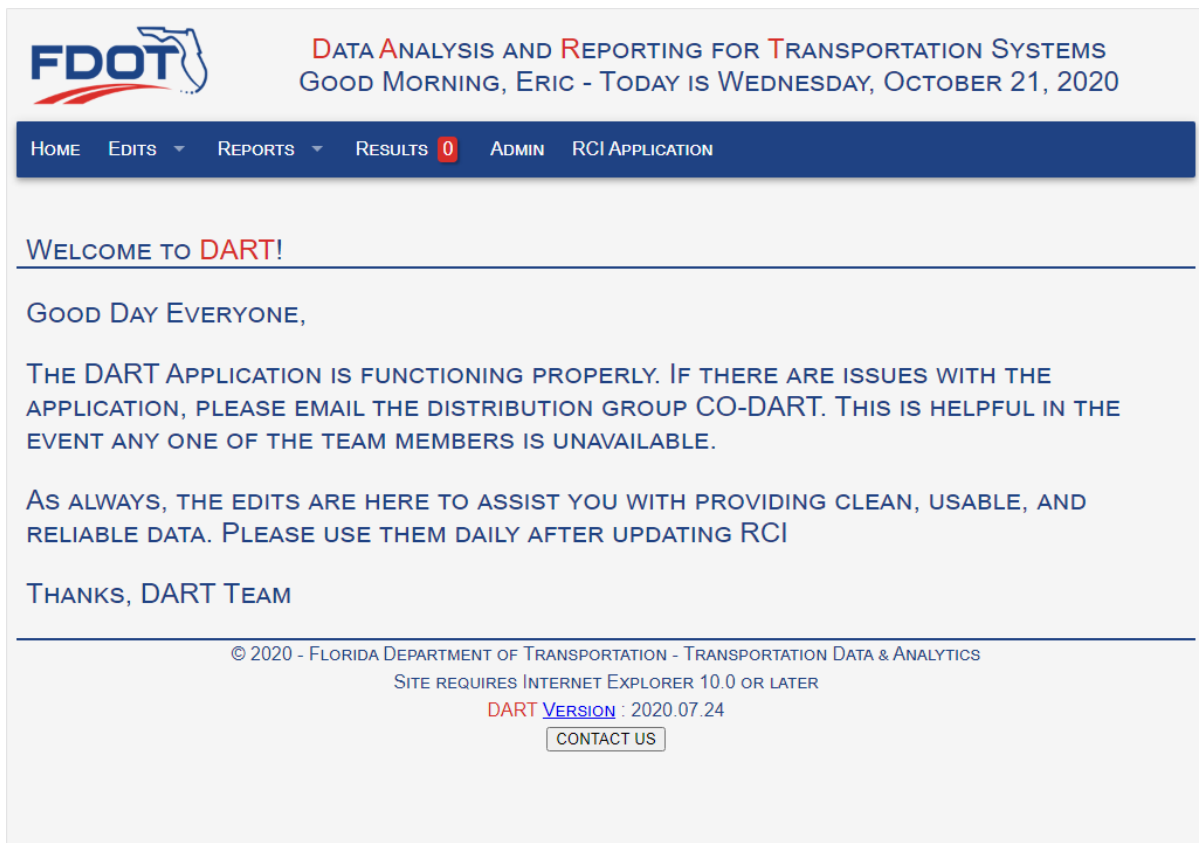 FDOT
Data Analysis and Reporting for Transportation Systems
Good Morning, Eric - Today is Wednesday, October 21, 2020
Home Edits Reports Results 0 Admin RCI Application
Welcome to DART!
Good Day Everyone,
The DART Application is functioning properly. If there are issues with the
application, please email the distribution group CO-DART. This is helpful in the
event any one of the team members is unavailable.
As always, the edits are here to assist you with providing clean, usable, and
reliable data. Please use them daily after updating RCI
Thanks, DART Team
© 2020 - Florida Department of Transportation - Transportation Data & Analytics
Site requires Internet Explorer 10.0 or later
DART Version : 2020.07.24
CONTACT US